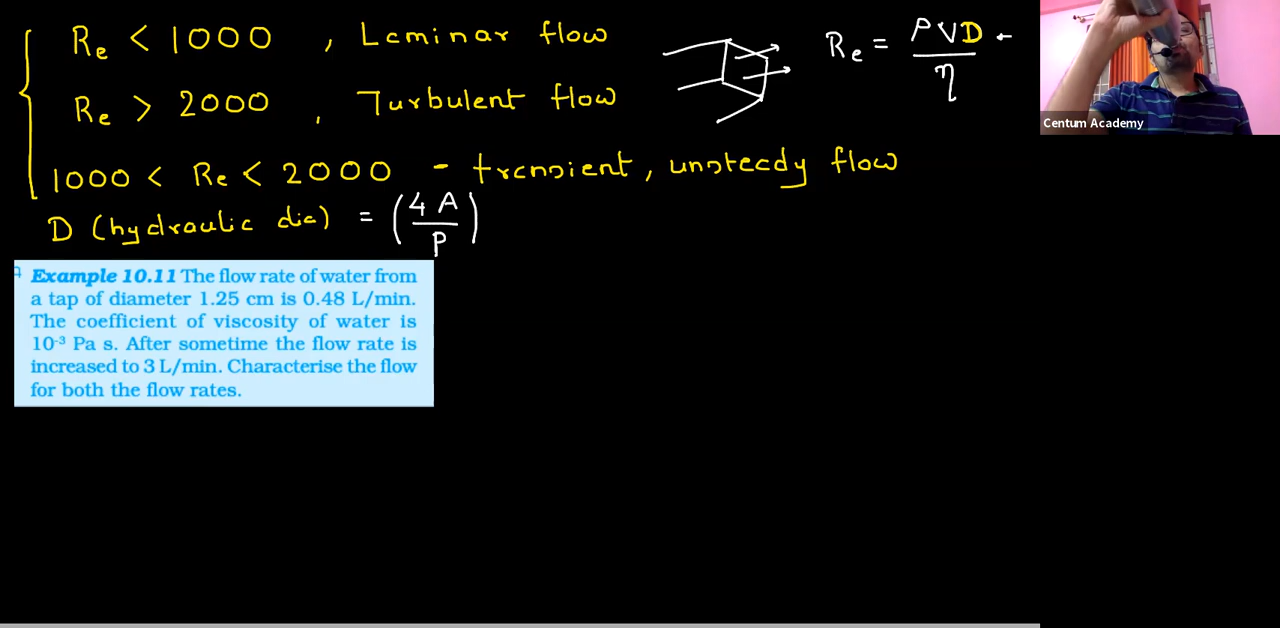 Re < 1000 , Laminar flow
Re > 2000 , Turbulent flow
1000 < Re < 2000 - transient, unsteady flow
D (hydraulic dia) = (4A/P)
Re = ρVD/η
Centum Academy
Example 10.11 The flow rate of water from
a tap of diameter 1.25 cm is 0.48 L/min.
The coefficient of viscosity of water is
10⁻³ Pa s. After sometime the flow rate is
increased to 3 L/min. Characterise the flow
for both the flow rates.